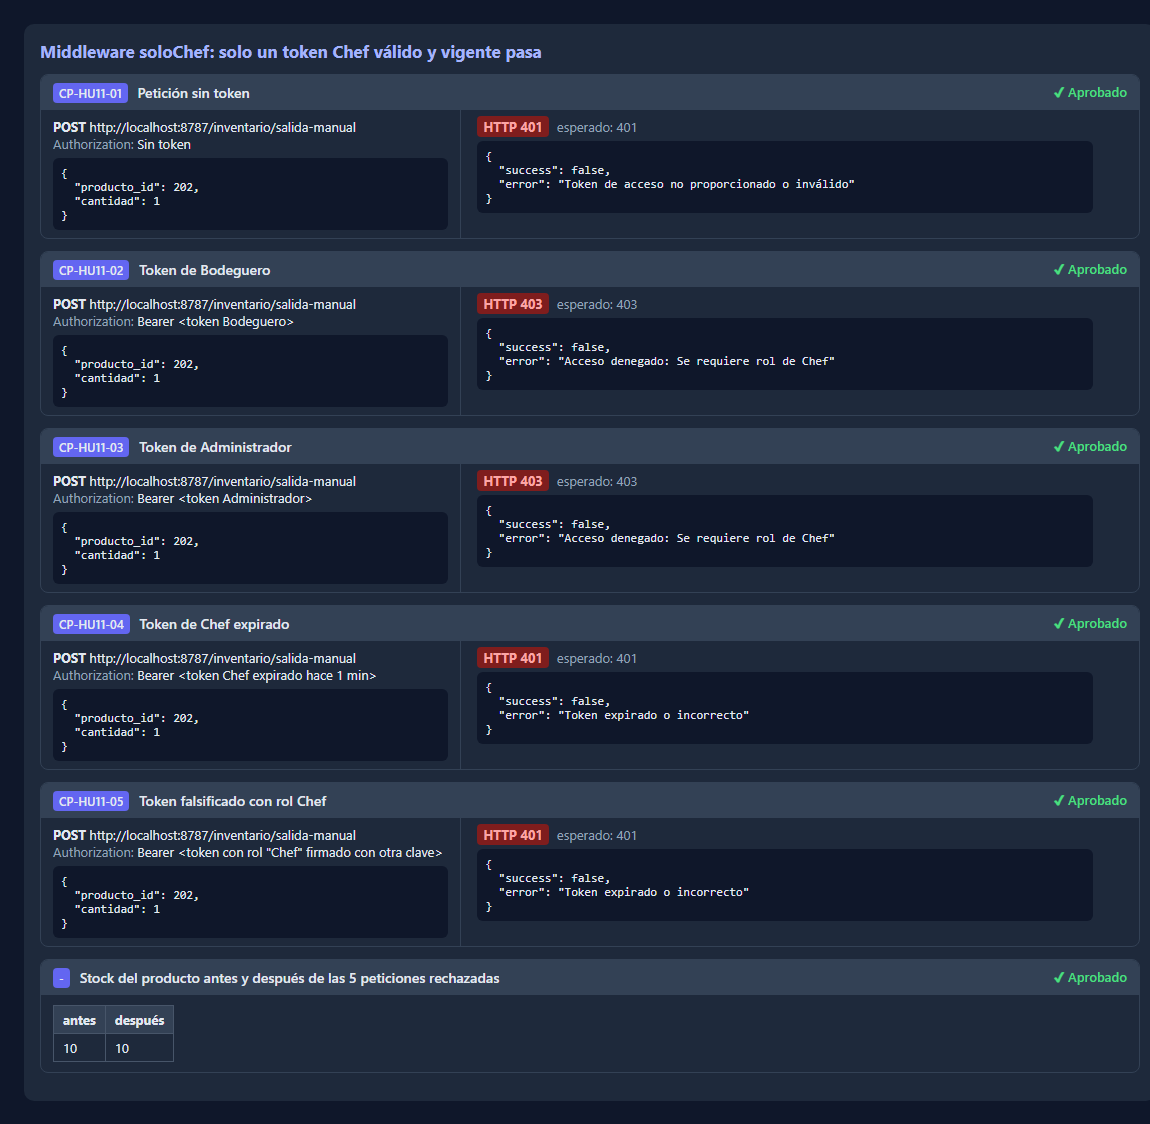 Middleware soloChef: solo un token Chef válido y vigente pasa
CP-HU11-01 Petición sin token ✓ Aprobado
POST http://localhost:8787/inventario/salida-manual
Authorization: Sin token
{
"producto_id": 202,
"cantidad": 1
}
HTTP 401 esperado: 401
{
"success": false,
"error": "Token de acceso no proporcionado o inválido"
}
CP-HU11-02 Token de Bodeguero ✓ Aprobado
POST http://localhost:8787/inventario/salida-manual
Authorization: Bearer <token Bodeguero>
{
"producto_id": 202,
"cantidad": 1
}
HTTP 403 esperado: 403
{
"success": false,
"error": "Acceso denegado: Se requiere rol de Chef"
}
CP-HU11-03 Token de Administrador ✓ Aprobado
POST http://localhost:8787/inventario/salida-manual
Authorization: Bearer <token Administrador>
{
"producto_id": 202,
"cantidad": 1
}
HTTP 403 esperado: 403
{
"success": false,
"error": "Acceso denegado: Se requiere rol de Chef"
}
CP-HU11-04 Token de Chef expirado ✓ Aprobado
POST http://localhost:8787/inventario/salida-manual
Authorization: Bearer <token Chef expirado hace 1 min>
{
"producto_id": 202,
"cantidad": 1
}
HTTP 401 esperado: 401
{
"success": false,
"error": "Token expirado o incorrecto"
}
CP-HU11-05 Token falsificado con rol Chef ✓ Aprobado
POST http://localhost:8787/inventario/salida-manual
Authorization: Bearer <token con rol "Chef" firmado con otra clave>
{
"producto_id": 202,
"cantidad": 1
}
HTTP 401 esperado: 401
{
"success": false,
"error": "Token expirado o incorrecto"
}
- Stock del producto antes y después de las 5 peticiones rechazadas ✓ Aprobado
antes después
10 10